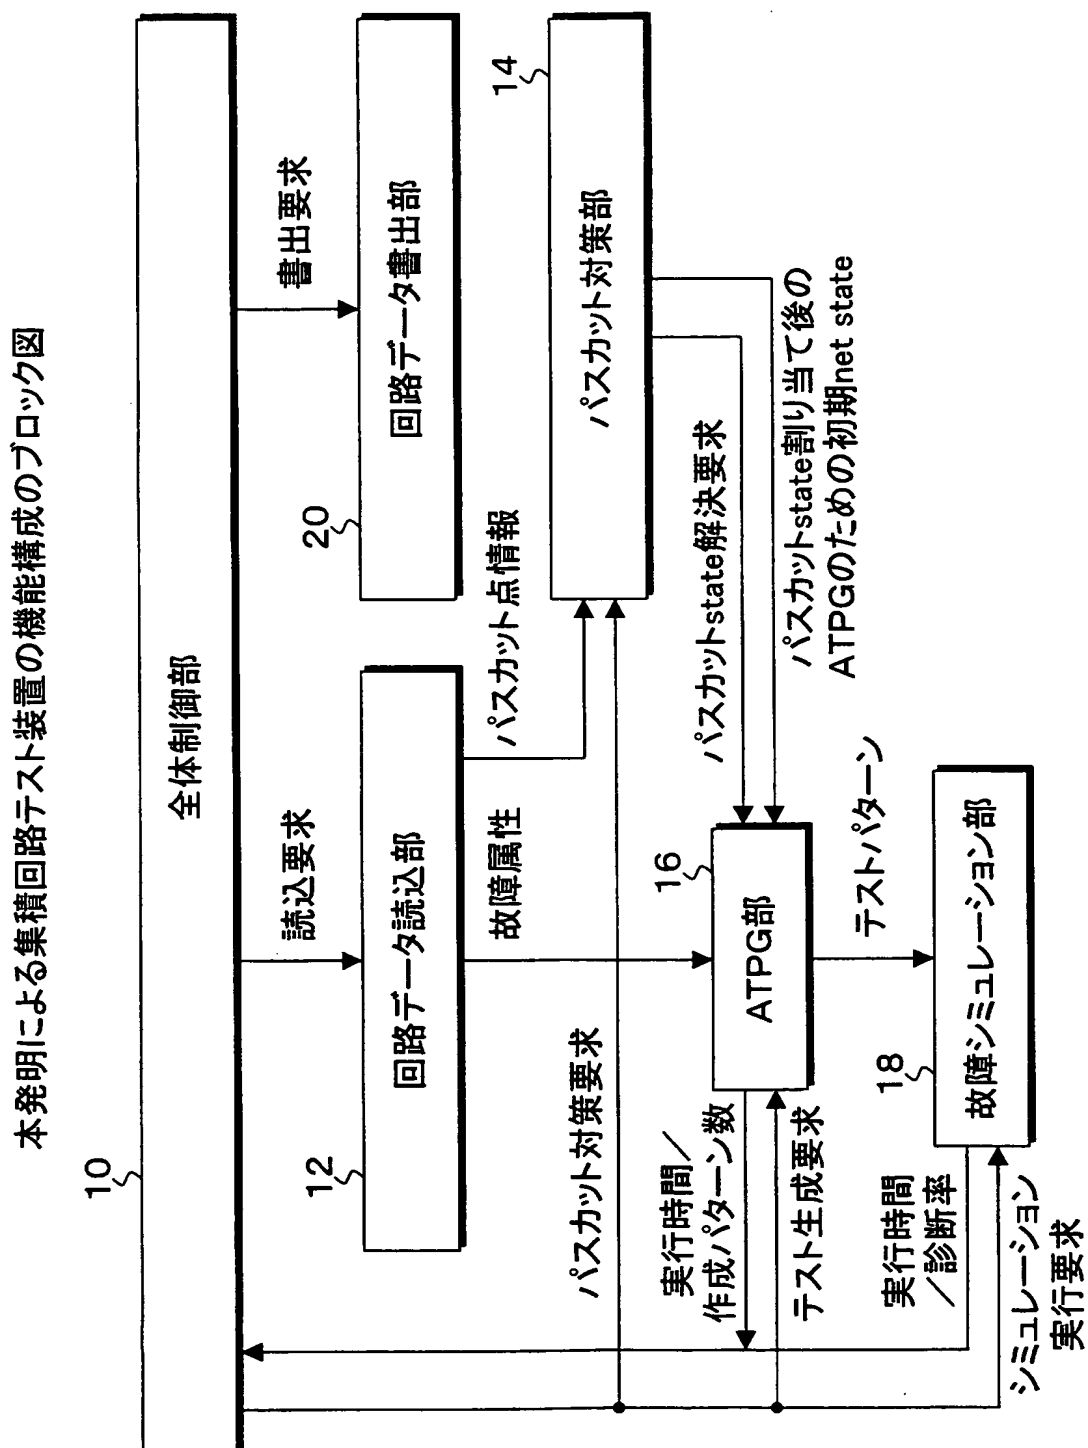 本発明による集積回路テスト装置の機能構成のブロック図
10
全体制御部
読込要求
書出要求
12
回路データ読込部
20
回路データ書出部
故障属性
パスカット点情報
14
パスカット対策部
パスカット対策要求
パスカットstate解決要求
パスカットstate割り当て後の
ATPGのための初期net state
16
ATPG部
実行時間／
作成パターン数
テスト生成要求
テストパターン
18
故障シミュレーション部
実行時間
／診断率
シミュレーション
実行要求